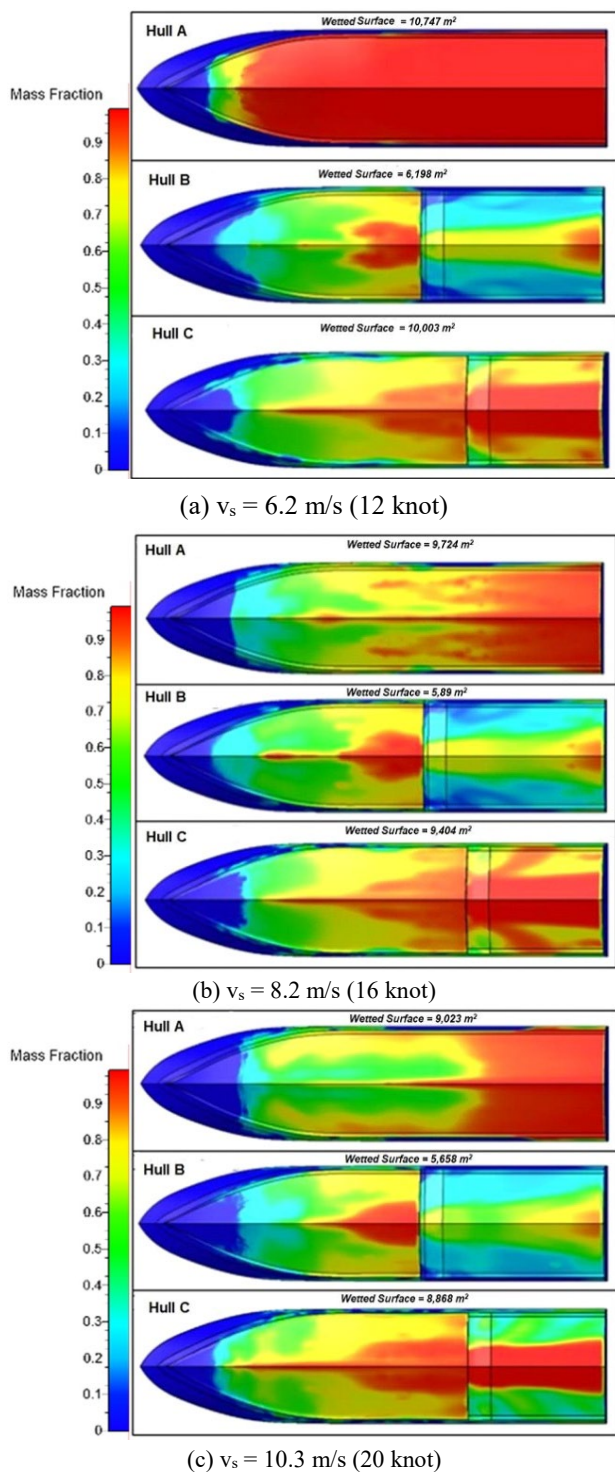 Hull A
Wetted Surface = 10,747 m²
Mass Fraction
0.9
0.8
0.7
0.6
0.5
0.4
0.3
0.2
0.1
0
Hull B
Wetted Surface = 6,198 m²
Hull C
Wetted Surface = 10,003 m²
(a) vₛ = 6.2 m/s (12 knot)
Hull A
Wetted Surface = 9,724 m²
Mass Fraction
0.9
0.8
0.7
0.6
0.5
0.4
0.3
0.2
0.1
0
Hull B
Wetted Surface = 5,89 m²
Hull C
Wetted Surface = 9,404 m²
(b) vₛ = 8.2 m/s (16 knot)
Hull A
Wetted Surface = 9,023 m²
Mass Fraction
0.9
0.8
0.7
0.6
0.5
0.4
0.3
0.2
0.1
0
Hull B
Wetted Surface = 5,658 m²
Hull C
Wetted Surface = 8,868 m²
(c) vₛ = 10.3 m/s (20 knot)